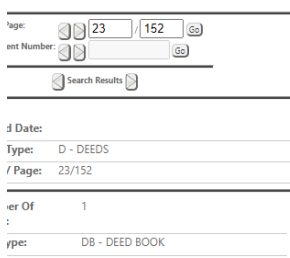 Page: 23 / 152 Go
ent Number: Go
Search Results
d Date:
Type: D - DEEDS
/ Page: 23/152
er Of 1
:
ype: DB - DEED BOOK